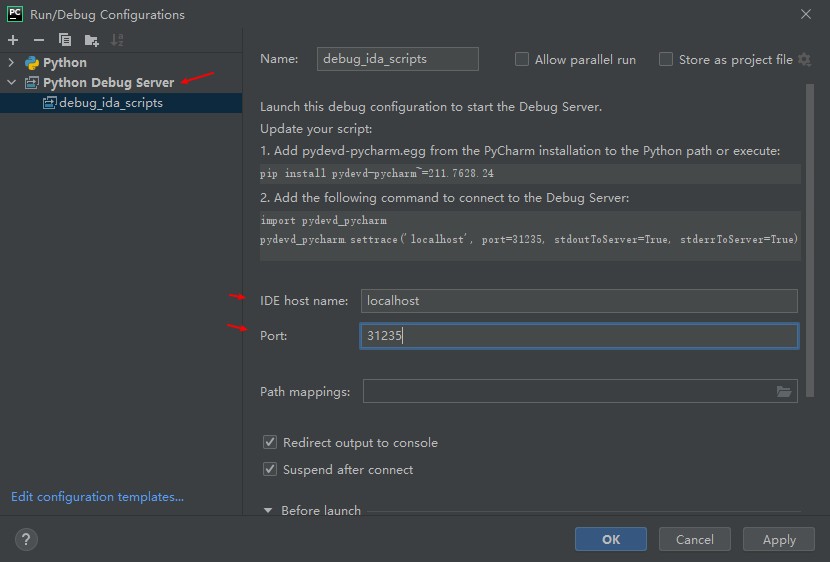 PC Run/Debug Configurations
Python
Python Debug Server
debug_ida_scripts
Edit configuration templates...
Name: debug_ida_scripts Allow parallel run Store as project file
Launch this debug configuration to start the Debug Server.
Update your script:
1. Add pydevd-pycharm.egg from the PyCharm installation to the Python path or execute:
pip install pydevd-pycharm~=211.7628.24
2. Add the following command to connect to the Debug Server:
import pydevd_pycharm
pydevd_pycharm.settrace('localhost', port=31235, stdoutToServer=True, stderrToServer=True)
IDE host name: localhost
Port: 31235
Path mappings:
Redirect output to console
Suspend after connect
Before launch
? OK Cancel Apply